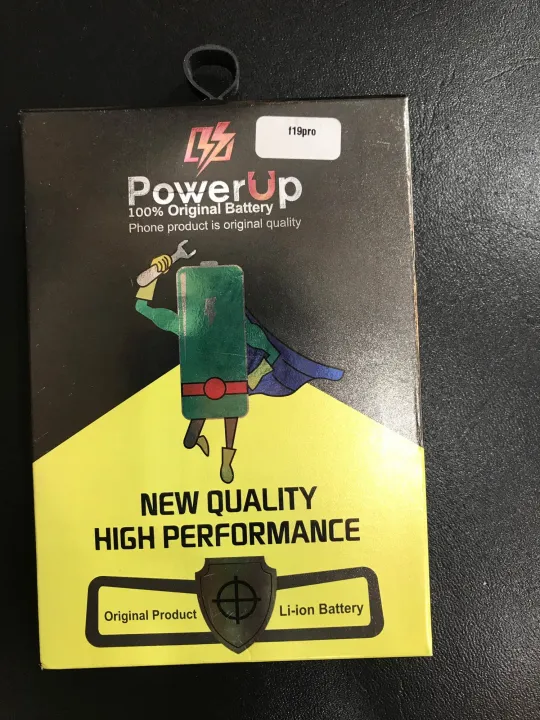 f19pro
PowerUp
100% Original Battery
Phone product is original quality
NEW QUALITY
HIGH PERFORMANCE
Original Product
Li-ion Battery